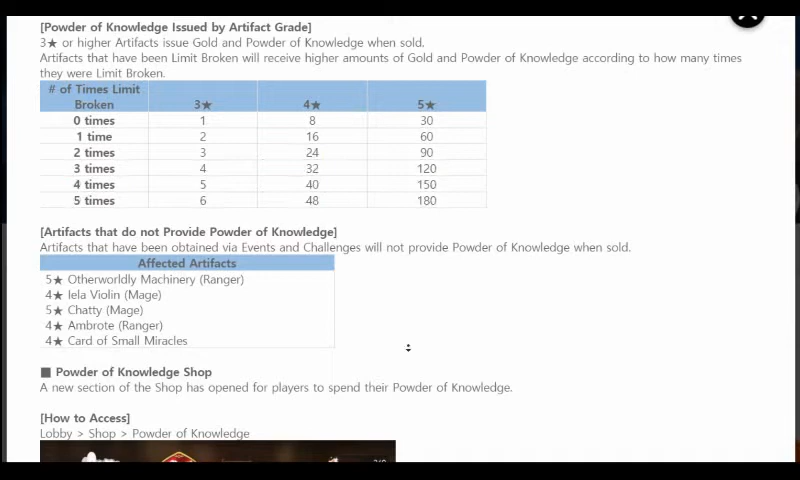 [Powder of Knowledge Issued by Artifact Grade]
3★ or higher Artifacts issue Gold and Powder of Knowledge when sold.
Artifacts that have been Limit Broken will receive higher amounts of Gold and Powder of Knowledge according to how many times
they were Limit Broken.
# of Times Limit
Broken 3★ 4★ 5★
0 times 1 8 30
1 time 2 16 60
2 times 3 24 90
3 times 4 32 120
4 times 5 40 150
5 times 6 48 180
[Artifacts that do not Provide Powder of Knowledge]
Artifacts that have been obtained via Events and Challenges will not provide Powder of Knowledge when sold.
Affected Artifacts
5★ Otherworldly Machinery (Ranger)
4★ Iela Violin (Mage)
5★ Chatty (Mage)
4★ Ambrote (Ranger)
4★ Card of Small Miracles
■ Powder of Knowledge Shop
A new section of the Shop has opened for players to spend their Powder of Knowledge.
[How to Access]
Lobby > Shop > Powder of Knowledge